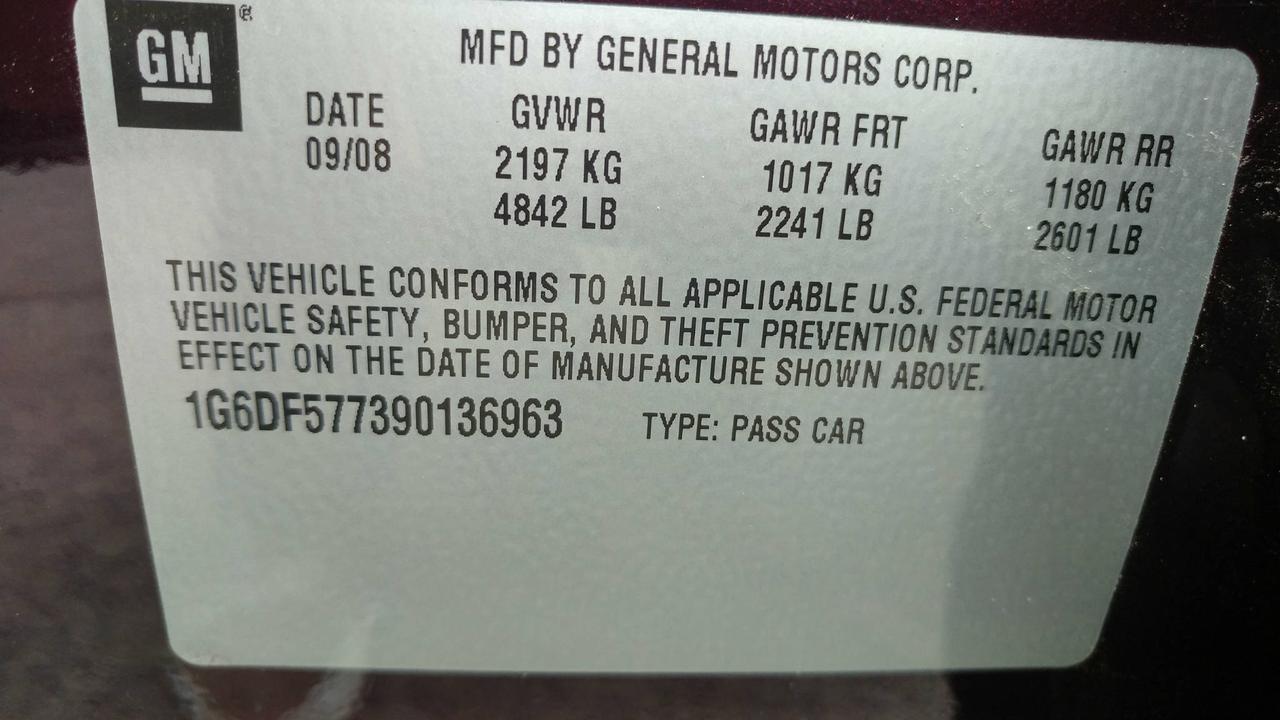 GM ®
MFD BY GENERAL MOTORS CORP.
DATE GVWR GAWR FRT GAWR RR
09/08 2197 KG 1017 KG 1180 KG
4842 LB 2241 LB 2601 LB
THIS VEHICLE CONFORMS TO ALL APPLICABLE U.S. FEDERAL MOTOR
VEHICLE SAFETY, BUMPER, AND THEFT PREVENTION STANDARDS IN
EFFECT ON THE DATE OF MANUFACTURE SHOWN ABOVE.
1G6DF577390136963 TYPE: PASS CAR